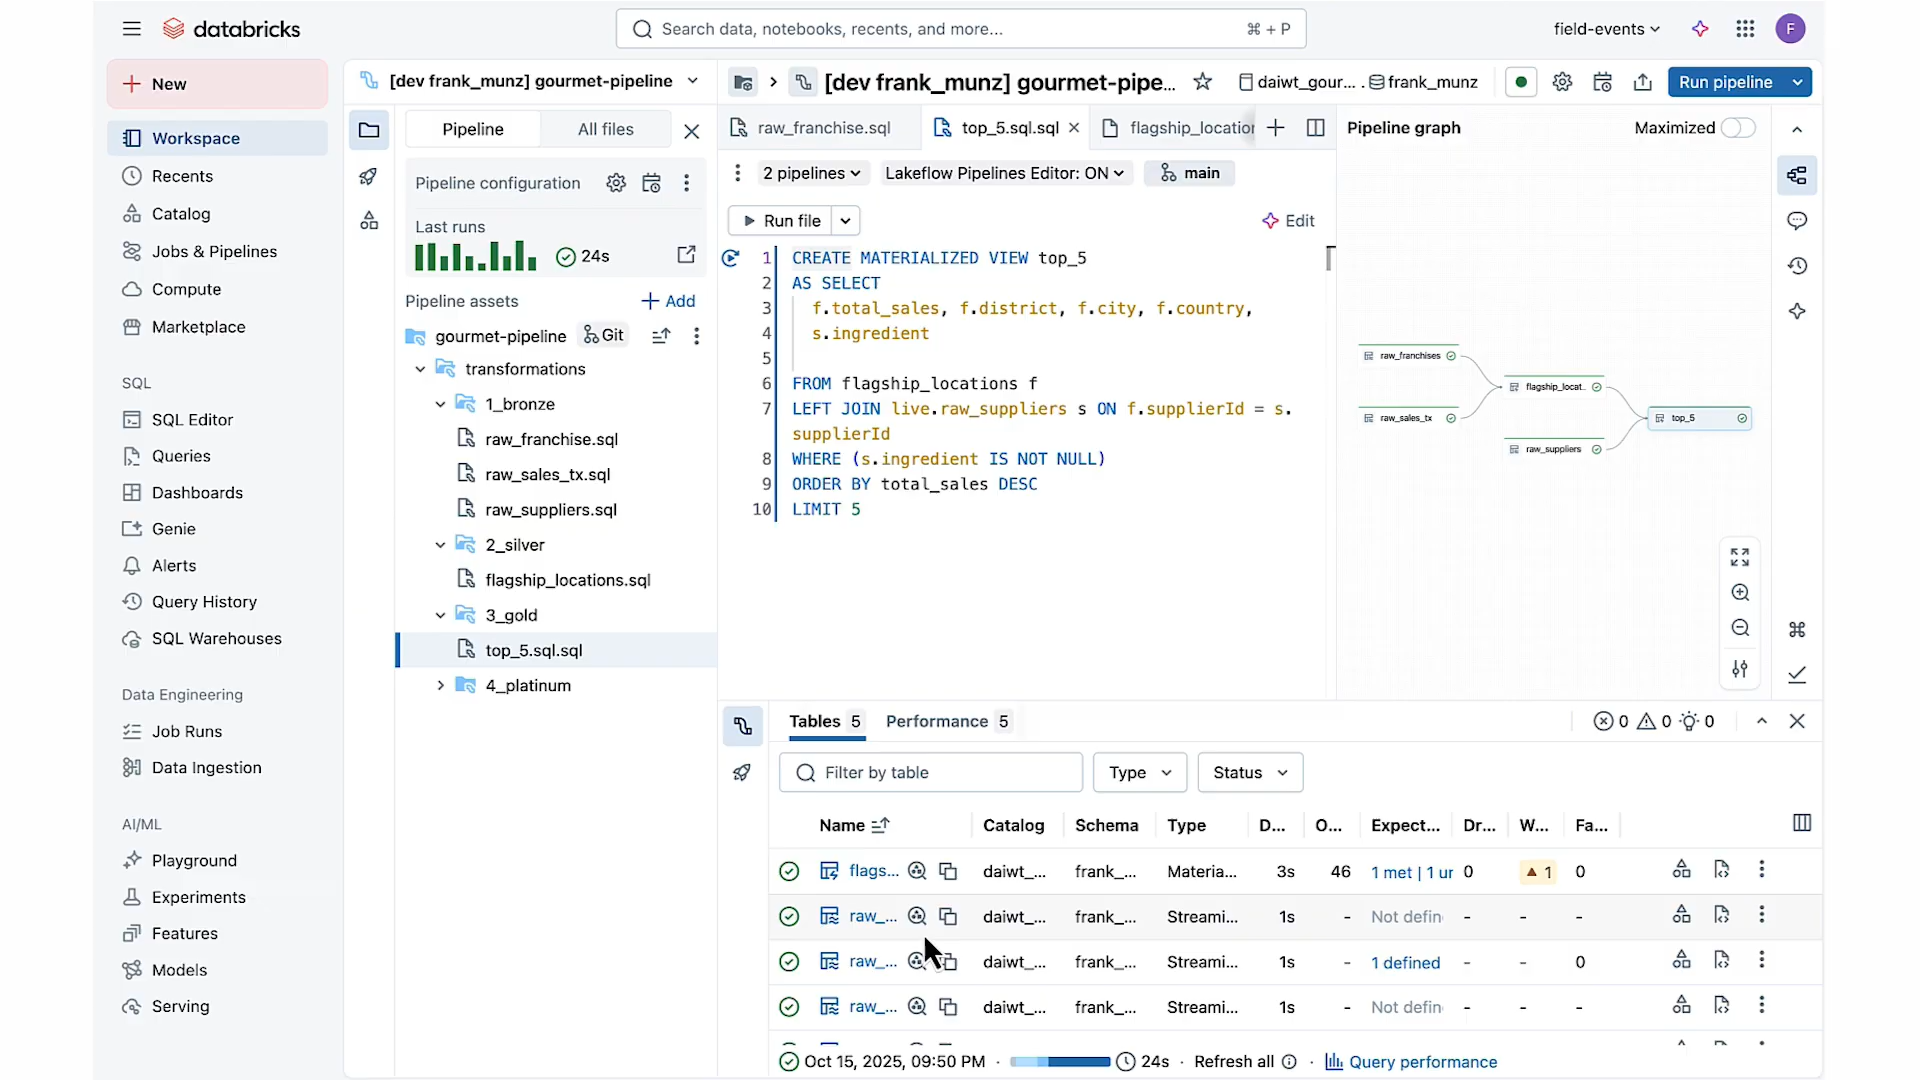 databricks
Search data, notebooks, recents, and more...
⌘ + P
field-events
F
New
Workspace
Recents
Catalog
Jobs & Pipelines
Compute
Marketplace
SQL
SQL Editor
Queries
Dashboards
Genie
Alerts
Query History
SQL Warehouses
Data Engineering
Job Runs
Data Ingestion
AI/ML
Playground
Experiments
Features
Models
Serving
[dev frank_munz] gourmet-pipeline
Pipeline
All files
Pipeline configuration
Last runs
24s
Pipeline assets
Add
gourmet-pipeline
Git
transformations
1_bronze
raw_franchise.sql
raw_sales_tx.sql
raw_suppliers.sql
2_silver
flagship_locations.sql
3_gold
top_5.sql.sql
4_platinum
[dev frank_munz] gourmet-pipe...
daiwt_gour... . frank_munz
Run pipeline
raw_franchise.sql
top_5.sql.sql
flagship_location
2 pipelines
Lakeflow Pipelines Editor: ON
main
Run file
Edit
1 CREATE MATERIALIZED VIEW top_5
2 AS SELECT
3 f.total_sales, f.district, f.city, f.country,
4 s.ingredient
5
6 FROM flagship_locations f
7 LEFT JOIN live.raw_suppliers s ON f.supplierId = s.
supplierId
8 WHERE (s.ingredient IS NOT NULL)
9 ORDER BY total_sales DESC
10 LIMIT 5
Pipeline graph
Maximized
raw_franchises
raw_sales_tx
flagship_locat..
raw_suppliers
top_5
Tables 5
Performance 5
0 0 0
Filter by table
Type
Status
Name Catalog Schema Type D... O... Expect... Dr... W... Fa...
flags... daiwt_... frank_... Materia... 3s 46 1 met | 1 ur 0 1 0
raw_... daiwt_... frank_... Streami... 1s - Not defin - - -
raw_... daiwt_... frank_... Streami... 1s - 1 defined - - 0
raw_... daiwt_... frank_... Streami... 1s - Not defin - - -
Oct 15, 2025, 09:50 PM · 24s · Refresh all · Query performance